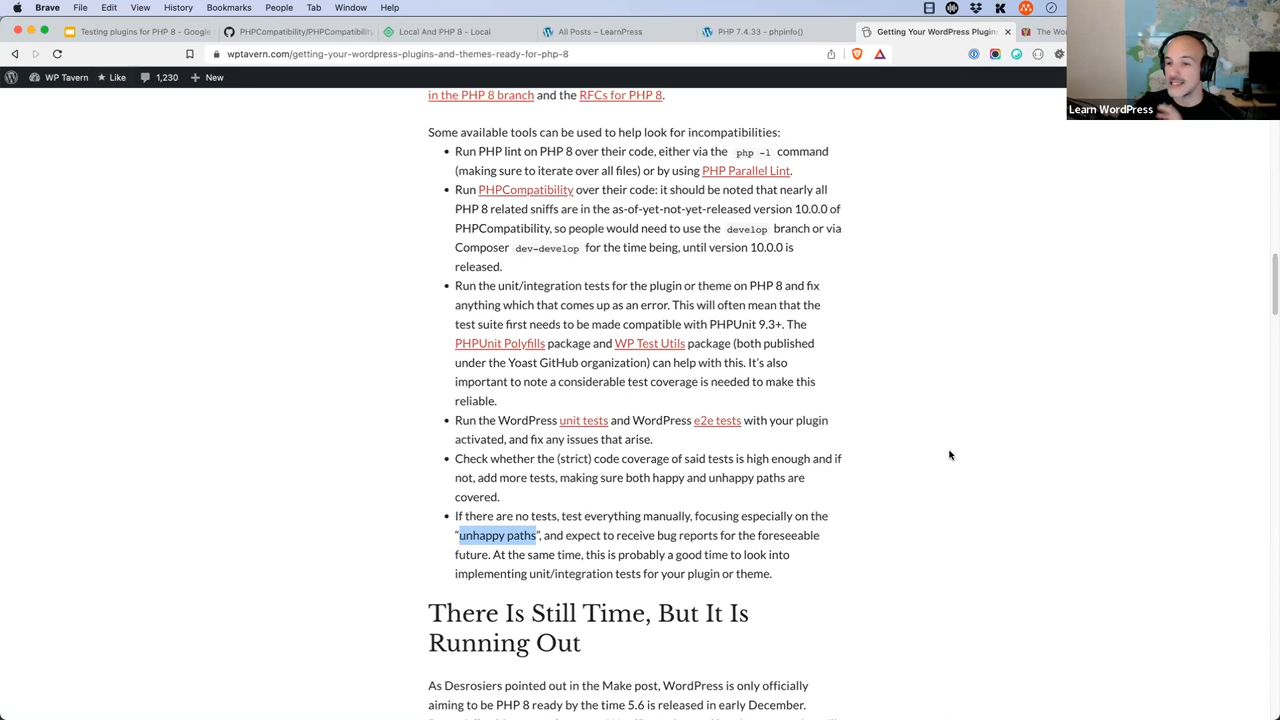 Brave File Edit View History Bookmarks People Tab Window Help
Testing plugins for PHP 8 - Google
PHPCompatibility/PHPCompatibility
Local And PHP 8 - Local
All Posts – LearnPress
PHP 7.4.33 - phpinfo()
Getting Your WordPress Plugin
The Wo
wptavern.com/getting-your-wordpress-plugins-and-themes-ready-for-php-8
WP Tavern Like 1,230 New
Learn WordPress
in the PHP 8 branch and the RFCs for PHP 8.
Some available tools can be used to help look for incompatibilities:
• Run PHP lint on PHP 8 over their code, either via the php -l command
(making sure to iterate over all files) or by using PHP Parallel Lint.
• Run PHPCompatibility over their code: it should be noted that nearly all
PHP 8 related sniffs are in the as-of-yet-not-yet-released version 10.0.0 of
PHPCompatibility, so people would need to use the develop branch or via
Composer dev-develop for the time being, until version 10.0.0 is
released.
• Run the unit/integration tests for the plugin or theme on PHP 8 and fix
anything which that comes up as an error. This will often mean that the
test suite first needs to be made compatible with PHPUnit 9.3+. The
PHPUnit Polyfills package and WP Test Utils package (both published
under the Yoast GitHub organization) can help with this. It’s also
important to note a considerable test coverage is needed to make this
reliable.
• Run the WordPress unit tests and WordPress e2e tests with your plugin
activated, and fix any issues that arise.
• Check whether the (strict) code coverage of said tests is high enough and if
not, add more tests, making sure both happy and unhappy paths are
covered.
• If there are no tests, test everything manually, focusing especially on the
“unhappy paths”, and expect to receive bug reports for the foreseeable
future. At the same time, this is probably a good time to look into
implementing unit/integration tests for your plugin or theme.
There Is Still Time, But It Is
Running Out
As Desrosiers pointed out in the Make post, WordPress is only officially
aiming to be PHP 8 ready by the time 5.6 is released in early December.